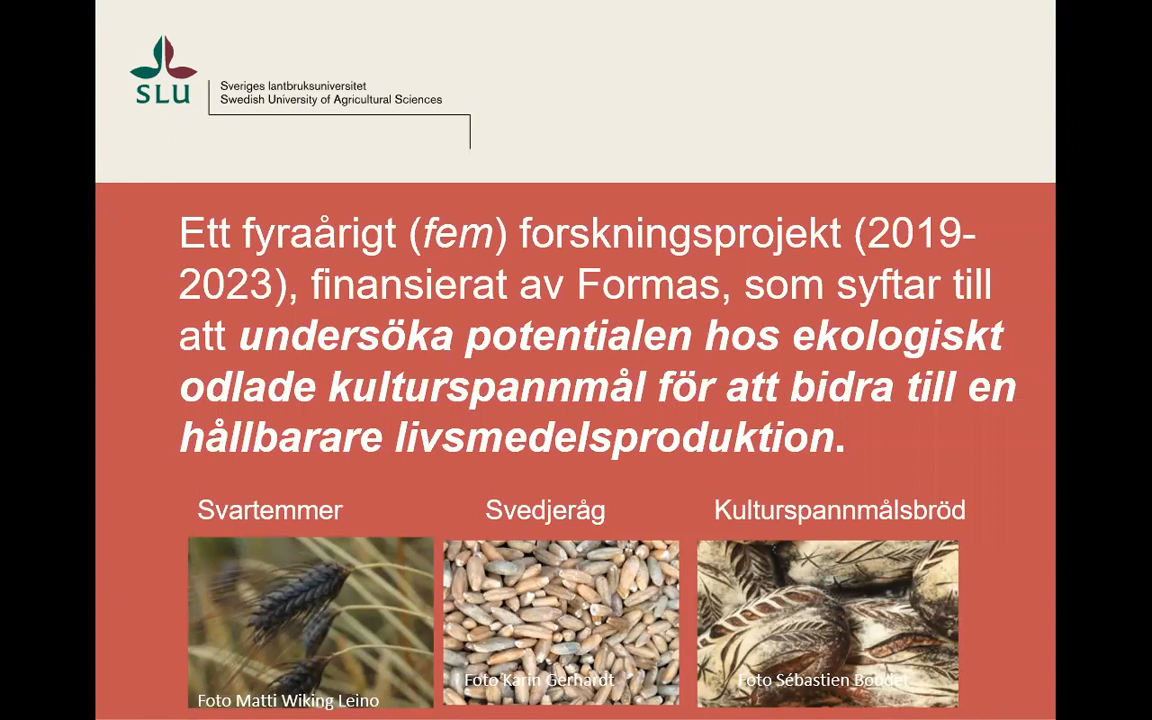 SLU
Sveriges lantbruksuniversitet
Swedish University of Agricultural Sciences
Ett fyraårigt (fem) forskningsprojekt (2019-
2023), finansierat av Formas, som syftar till
att undersöka potentialen hos ekologiskt
odlade kulturspannmål för att bidra till en
hållbarare livsmedelsproduktion.
Svartemmer
Svedjeråg
Kulturspannmålsbröd
Foto Matti Wiking Leino
Foto Karin Gerhardt
Foto Sébastien Boudet